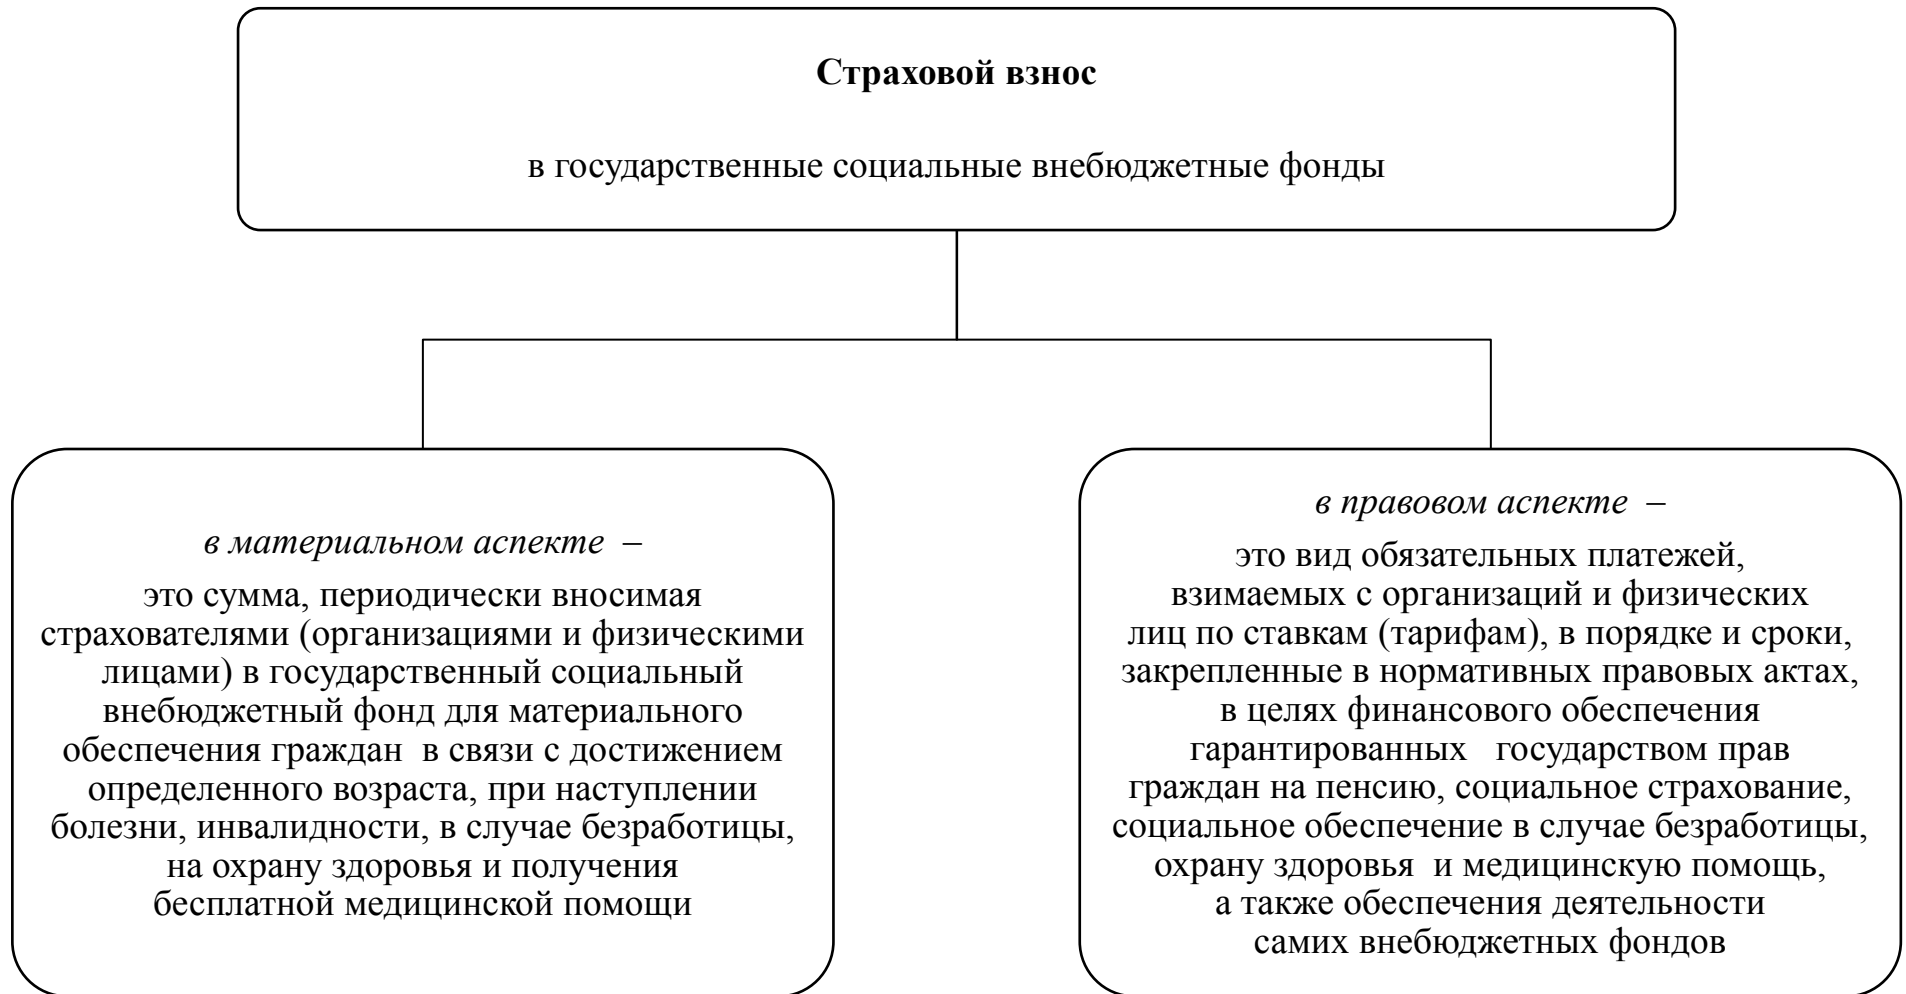 Страховой взнос
в государственные социальные внебюджетные фонды
в материальном аспекте –
это сумма, периодически вносимая
страхователями (организациями и физическими
лицами) в государственный социальный
внебюджетный фонд для материального
обеспечения граждан в связи с достижением
определенного возраста, при наступлении
болезни, инвалидности, в случае безработицы,
на охрану здоровья и получения
бесплатной медицинской помощи
в правовом аспекте –
это вид обязательных платежей,
взимаемых с организаций и физических
лиц по ставкам (тарифам), в порядке и сроки,
закрепленные в нормативных правовых актах,
в целях финансового обеспечения
гарантированных государством прав
граждан на пенсию, социальное страхование,
социальное обеспечение в случае безработицы,
охрану здоровья и медицинскую помощь,
а также обеспечения деятельности
самих внебюджетных фондов